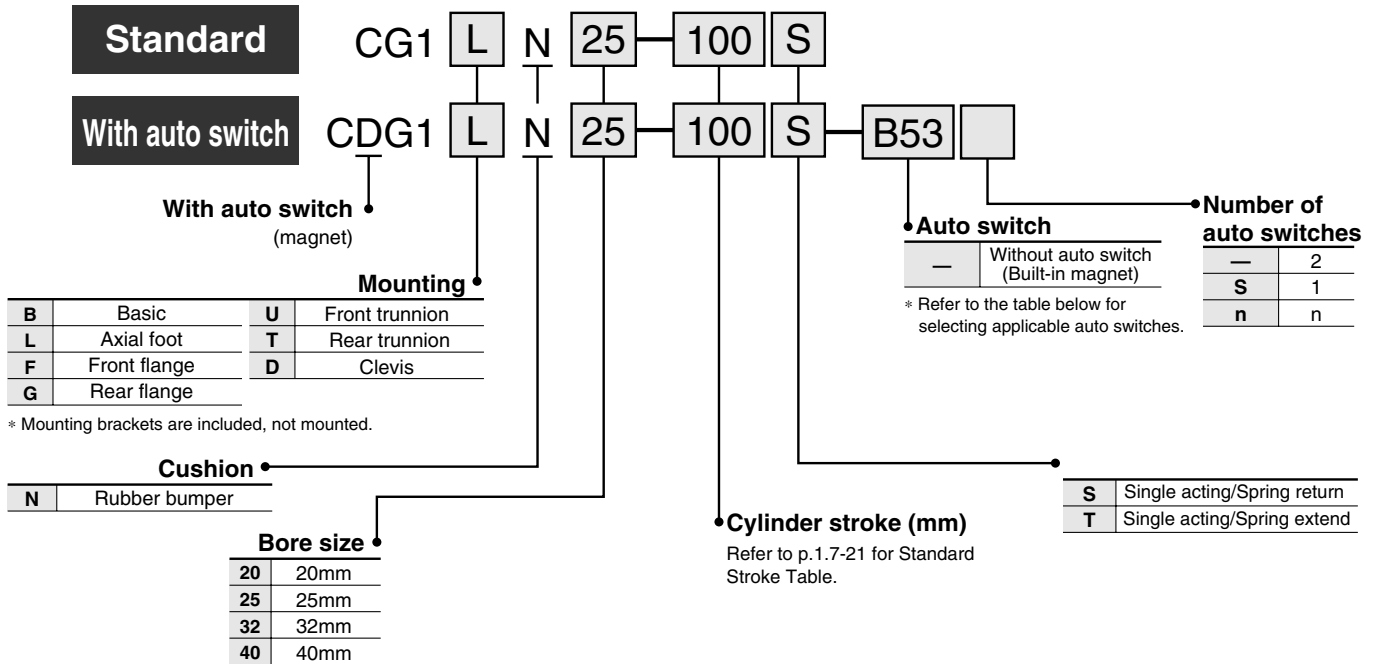 Standard CG1 L N 25 100 S
With auto switch CDG1 L N 25 100 S B53
With auto switch
(magnet)
Mounting
B Basic U Front trunnion
L Axial foot T Rear trunnion
F Front flange D Clevis
G Rear flange
* Mounting brackets are included, not mounted.
Cushion
N Rubber bumper
Bore size
20 20mm
25 25mm
32 32mm
40 40mm
Cylinder stroke (mm)
Refer to p.1.7-21 for Standard
Stroke Table.
S Single acting/Spring return
T Single acting/Spring extend
Auto switch
— Without auto switch
(Built-in magnet)
* Refer to the table below for
selecting applicable auto switches.
Number of
auto switches
— 2
S 1
n n